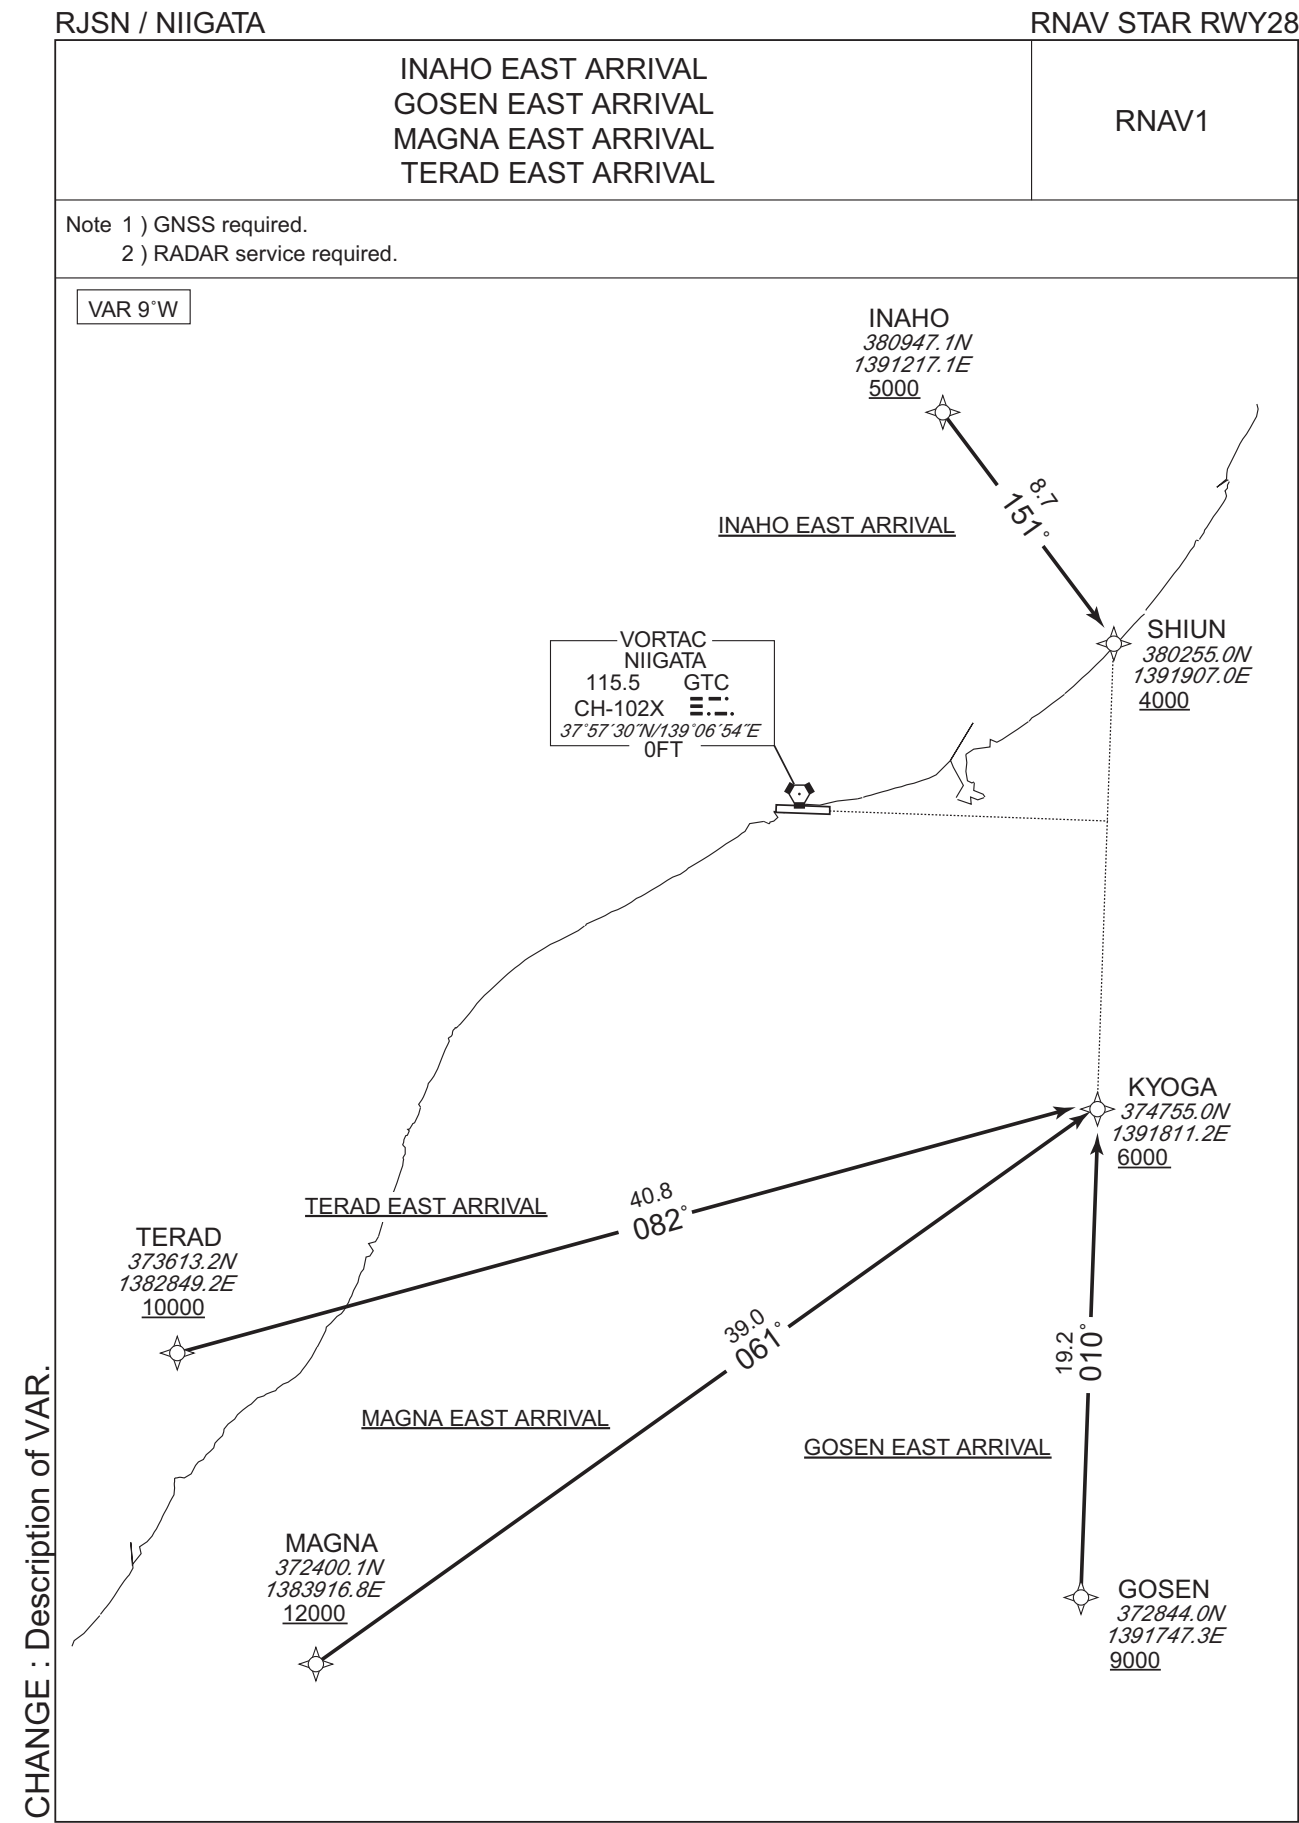 RJSN / NIIGATA
RNAV STAR RWY28
INAHO EAST ARRIVAL
GOSEN EAST ARRIVAL
MAGNA EAST ARRIVAL
TERAD EAST ARRIVAL
RNAV1
Note 1 ) GNSS required.
2 ) RADAR service required.
VAR 9°W
INAHO
380947.1N
1391217.1E
5000
8.7
151°
INAHO EAST ARRIVAL
SHIUN
380255.0N
1391907.0E
4000
VORTAC
NIIGATA
115.5 GTC
CH-102X
37°57′30″N/139°06′54″E
0FT
KYOGA
374755.0N
1391811.2E
6000
TERAD EAST ARRIVAL
40.8
082°
TERAD
373613.2N
1382849.2E
10000
39.0
061°
19.2
010°
MAGNA EAST ARRIVAL
GOSEN EAST ARRIVAL
MAGNA
372400.1N
1383916.8E
12000
GOSEN
372844.0N
1391747.3E
9000
CHANGE : Description of VAR.